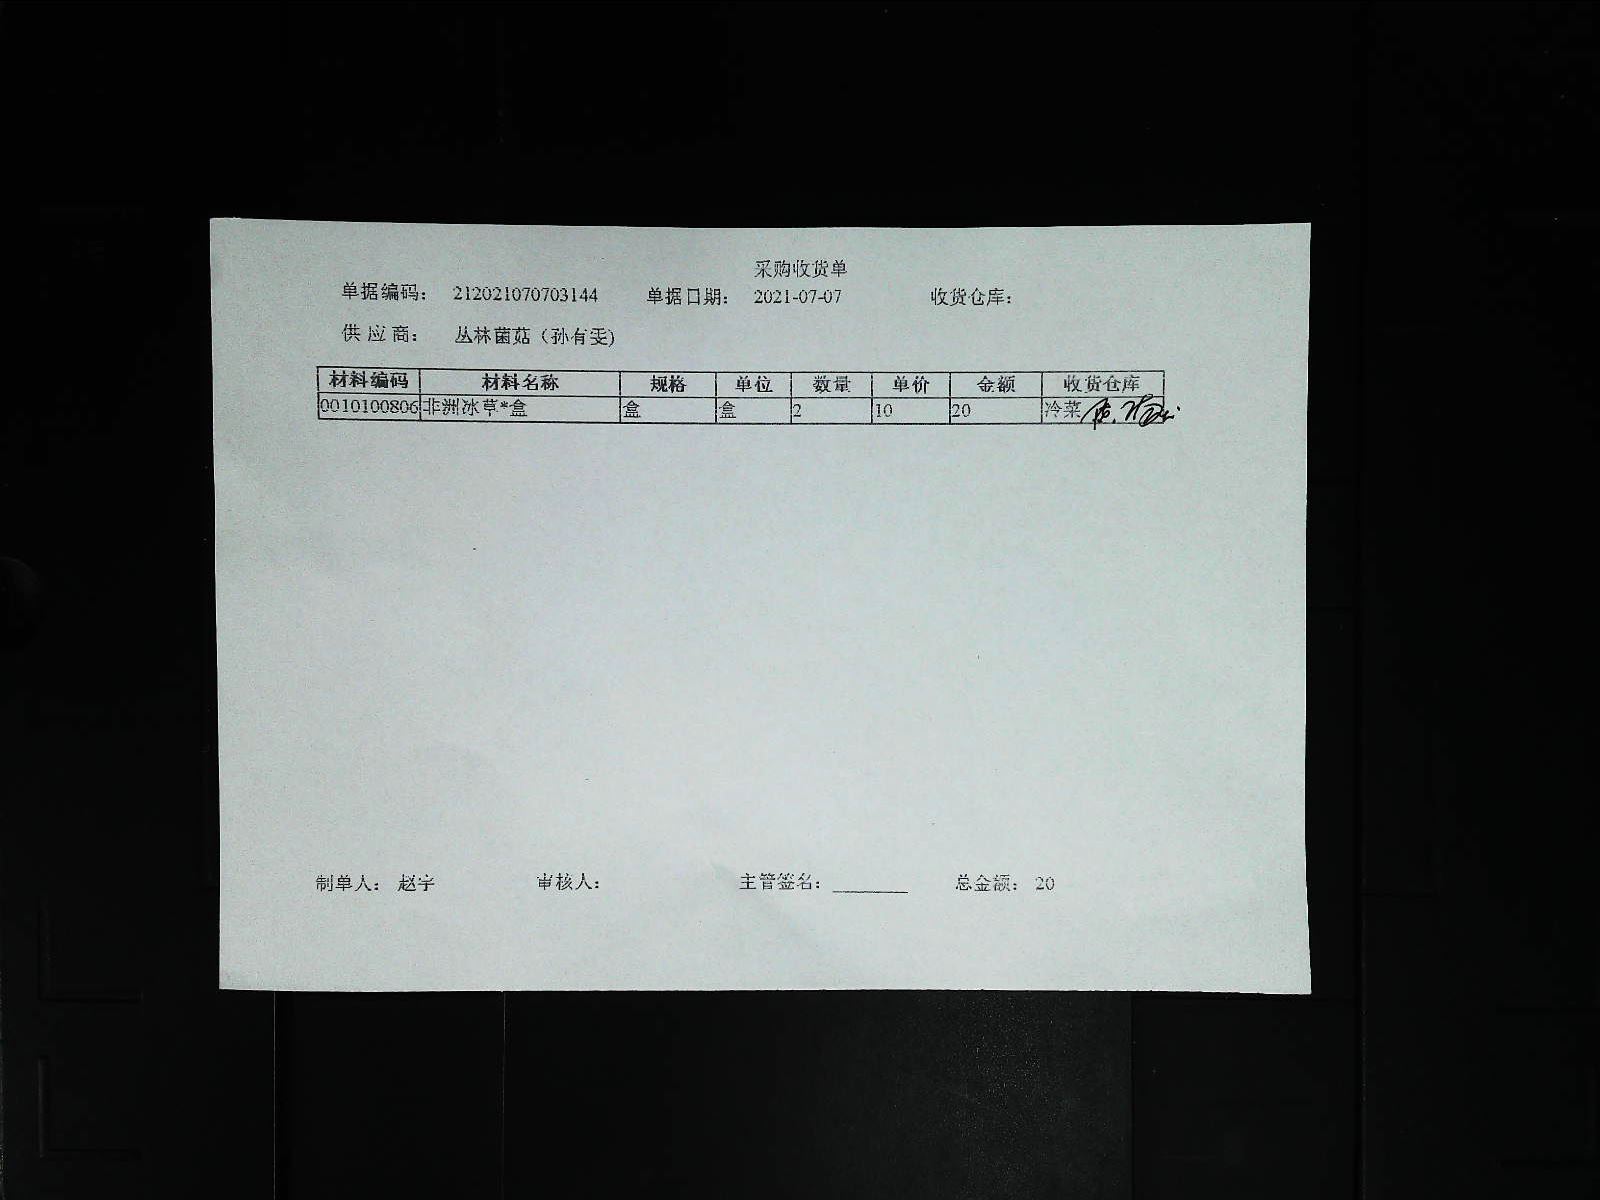 采购收货单
单据编码： 212021070703144 单据日期： 2021-07-07 收货仓库：
供 应 商： 丛林菌菇（孙有雯)
材料编码 材料名称 规格 单位 数量 单价 金额 收货仓库
0010100806 非洲冰草*盒 盒 盒 2 10 20 冷菜
制单人： 赵宇 审核人： 主管签名：________ 总金额： 20